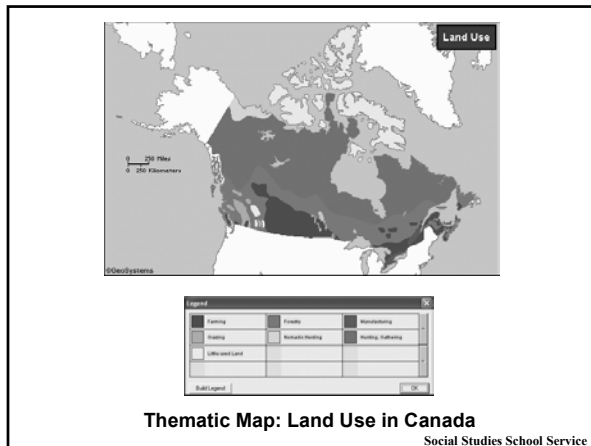 Land Use
0 250 Miles
0 250 Kilometers
©GeoSystems
Legend
Farming Forestry Manufacturing
Grazing Nomadic Herding Hunting, Gathering
Little used Land
Build Legend OK
Thematic Map: Land Use in Canada
Social Studies School Service